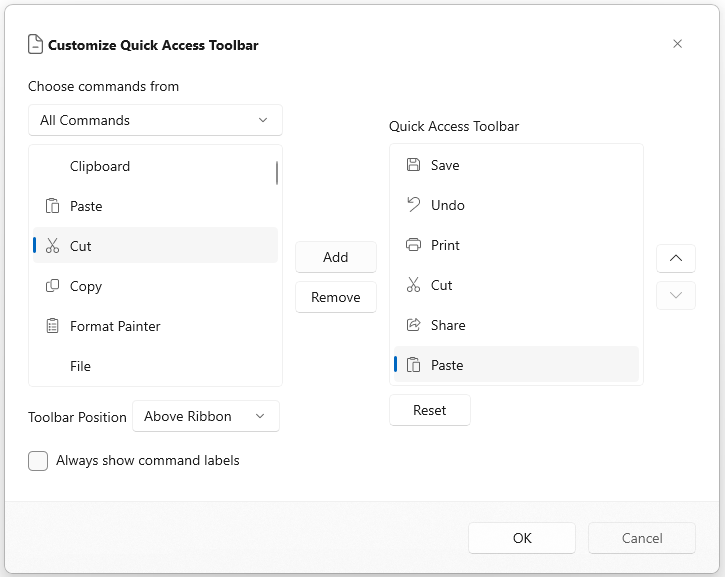 Customize Quick Access Toolbar
Choose commands from
All Commands
Clipboard
Paste
Cut
Copy
Format Painter
File
Add
Remove
Quick Access Toolbar
Save
Undo
Print
Cut
Share
Paste
Reset
Toolbar Position
Above Ribbon
Always show command labels
OK
Cancel